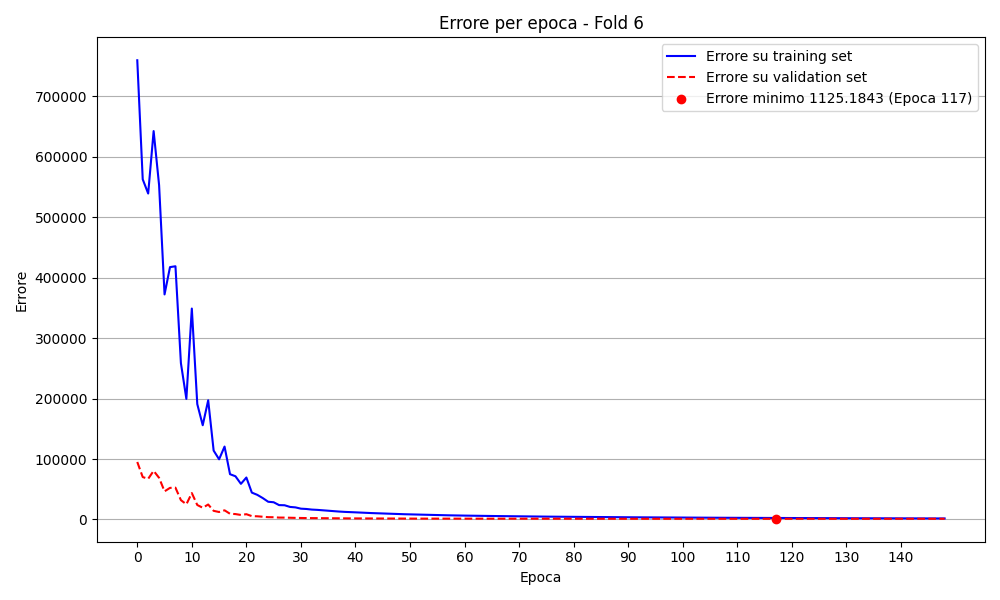 Errore per epoca - Fold 6
Errore su training set
Errore su validation set
Errore minimo 1125.1843 (Epoca 117)
Errore
700000
600000
500000
400000
300000
200000
100000
0
0 10 20 30 40 50 60 70 80 90 100 110 120 130 140
Epoca